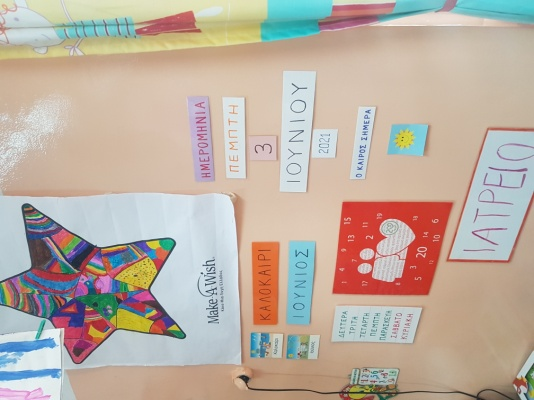 ΗΜΕΡΟΜΗΝΙΑ
ΠΕΜΠΤΗ
3
ΙΟΥΝΙΟΥ
2021
Ο ΚΑΙΡΟΣ ΣΗΜΕΡΑ
ΙΑΤΡΕΙΟ
Make-A-Wish
ΚΑΛΟΚΑΙΡΙ
ΙΟΥΝΙΟΣ
ΔΕΥΤΕΡΑ
ΤΡΙΤΗ
ΤΕΤΑΡΤΗ
ΠΕΜΠΤΗ
ΠΑΡΑΣΚΕΥΗ
ΣΑΒΒΑΤΟ
ΚΥΡΙΑΚΗ